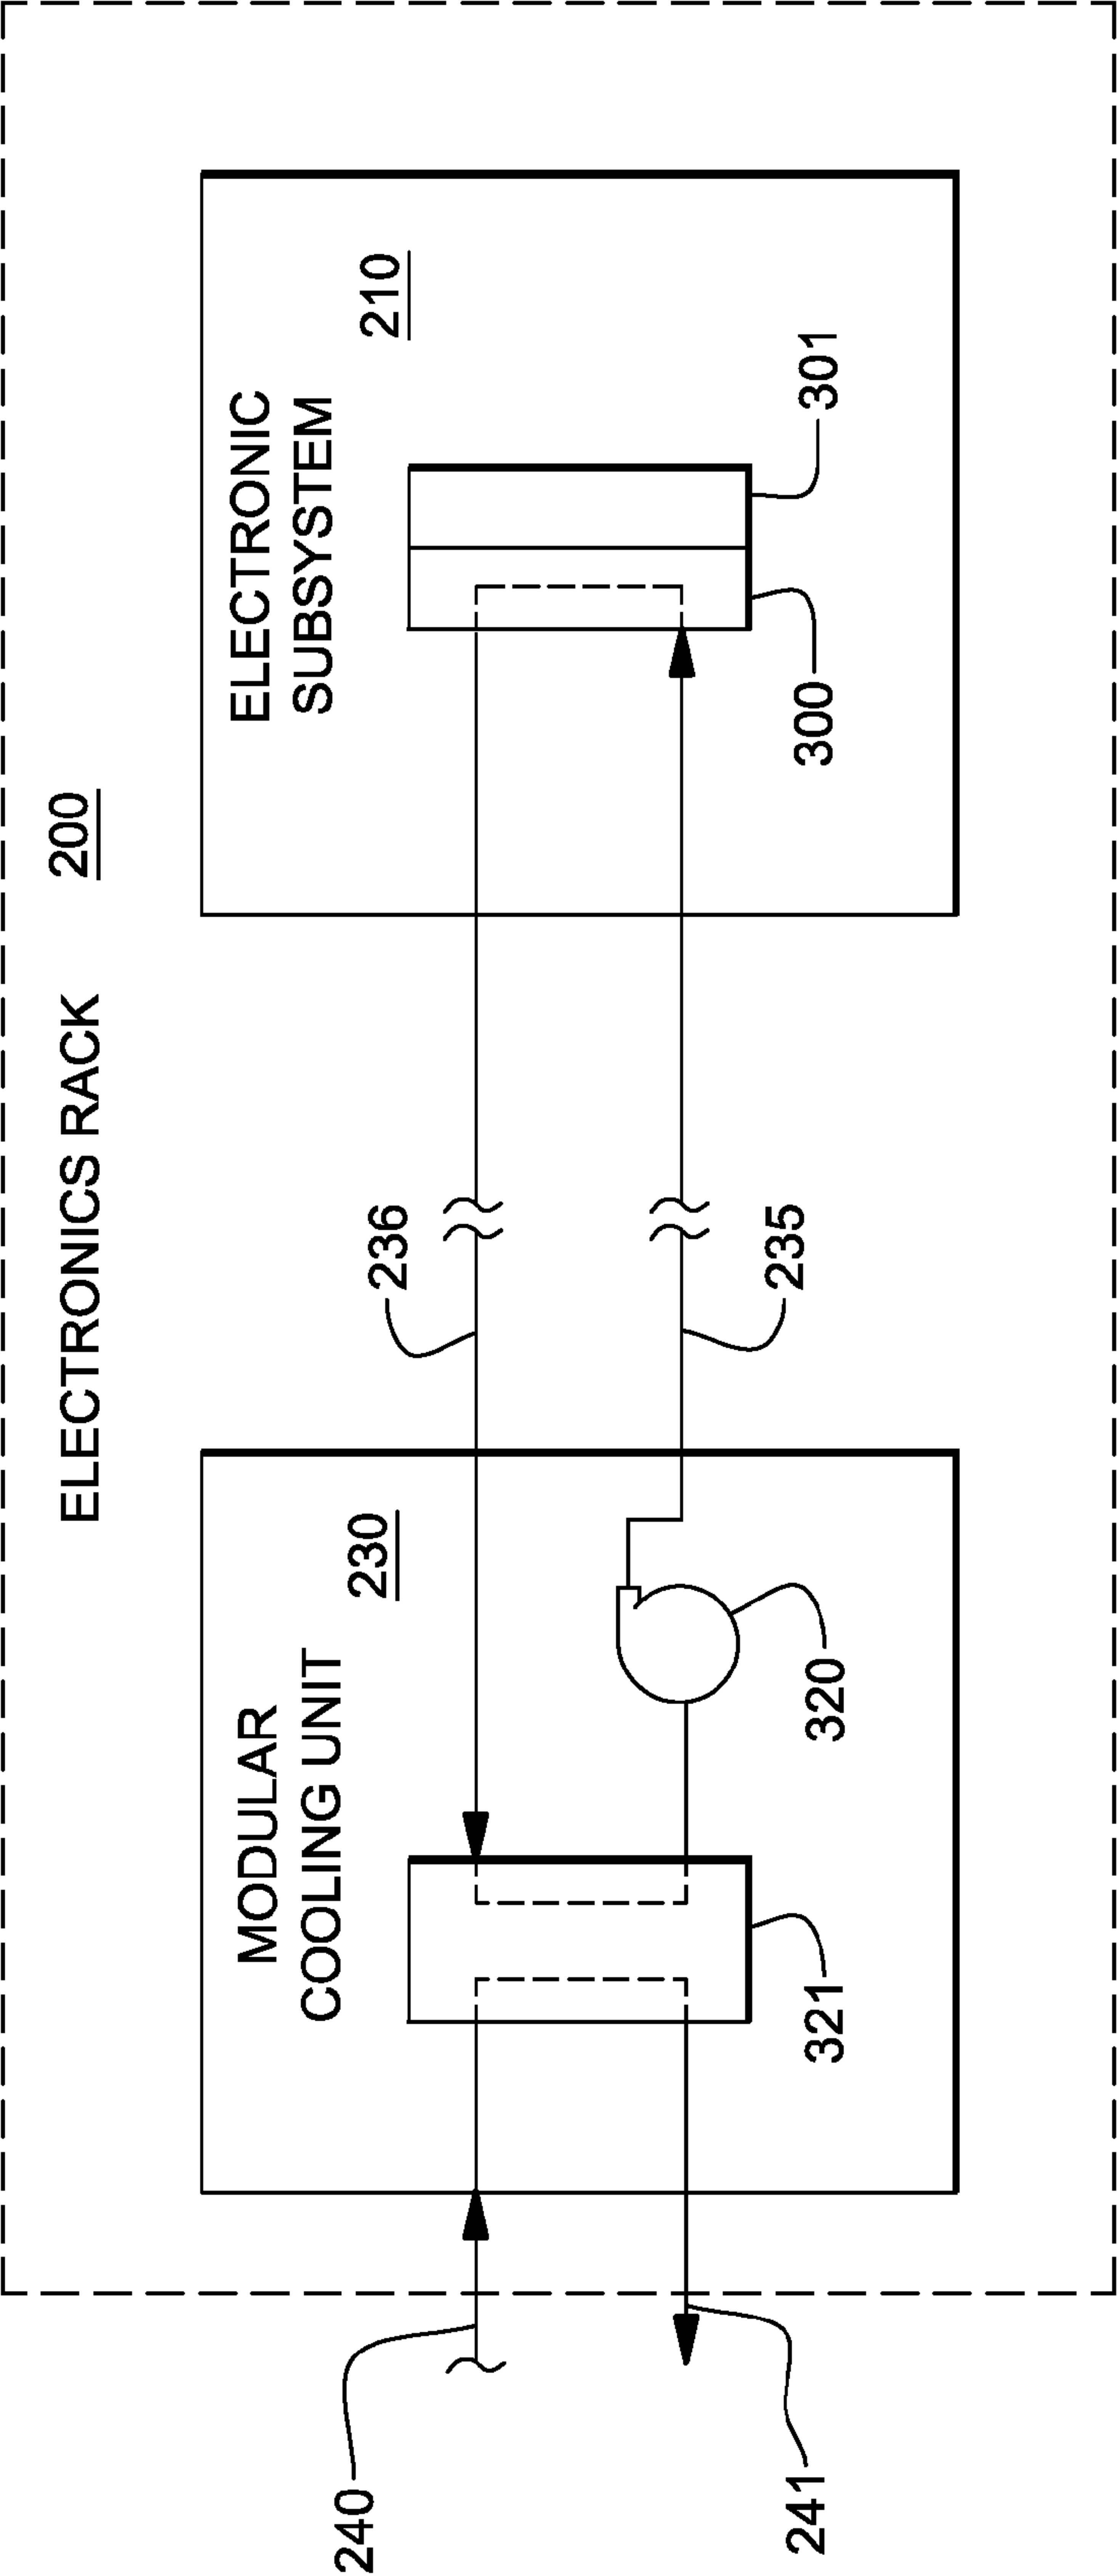 ELECTRONICS RACK 200
MODULAR
COOLING UNIT
230
ELECTRONIC
SUBSYSTEM
210
240
236
241
321
320
235
300
301